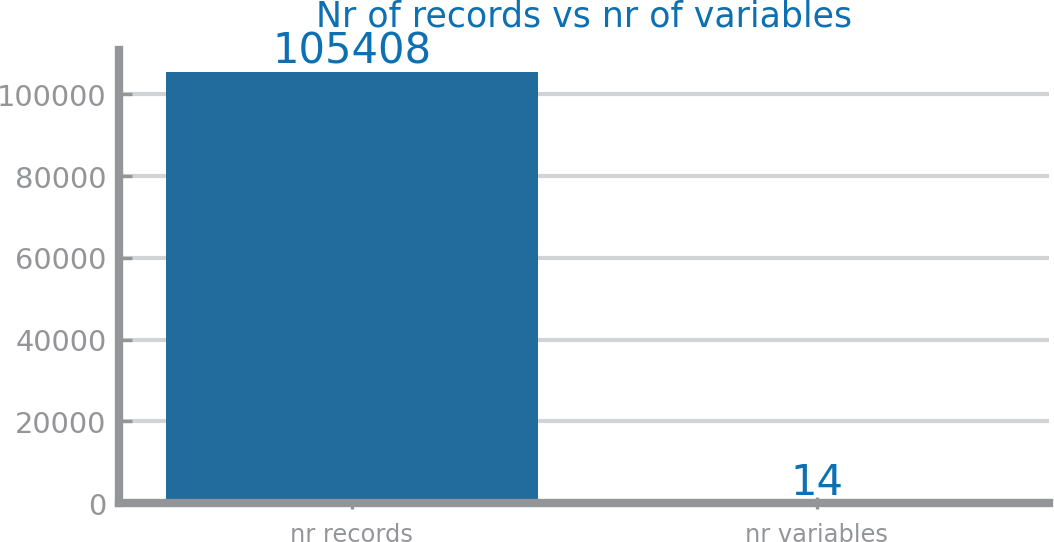 Nr of records vs nr of variables
105408
100000
80000
60000
40000
20000
14
0
nr records
nr variables